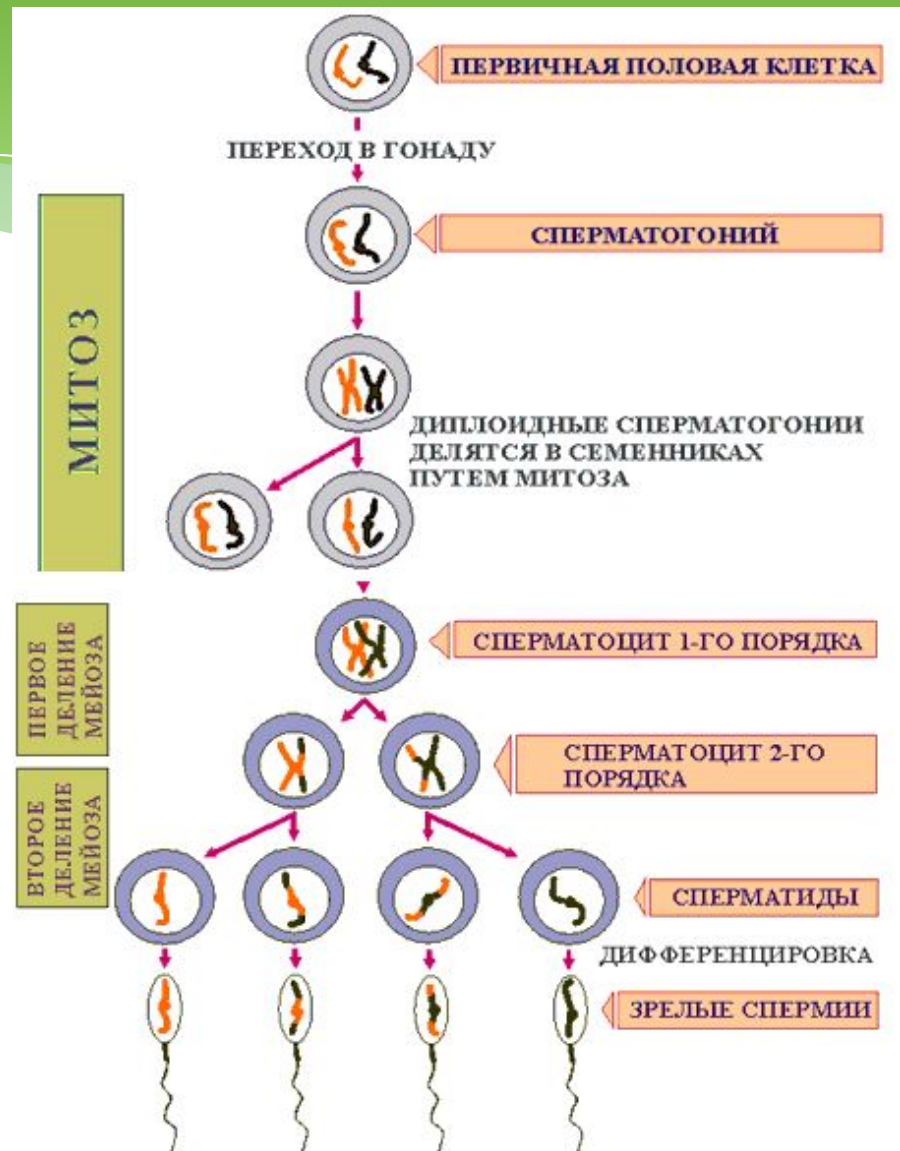 ПЕРВИЧНАЯ ПОЛОВАЯ КЛЕТКА
ПЕРЕХОД В ГОНАДУ
СПЕРМАТОГОНИЙ
МИТОЗ
ДИПЛОИДНЫЕ СПЕРМАТОГОНИИ
ДЕЛЯТСЯ В СЕМЕННИКАХ
ПУТЕМ МИТОЗА
ПЕРВОЕ
ДЕЛЕНИЕ
МЕЙОЗА
СПЕРМАТОЦИТ 1-ГО ПОРЯДКА
СПЕРМАТОЦИТ 2-ГО
ПОРЯДКА
ВТОРОЕ
ДЕЛЕНИЕ
МЕЙОЗА
СПЕРМАТИДЫ
ДИФФЕРЕНЦИРОВКА
ЗРЕЛЫЕ СПЕРМИИ